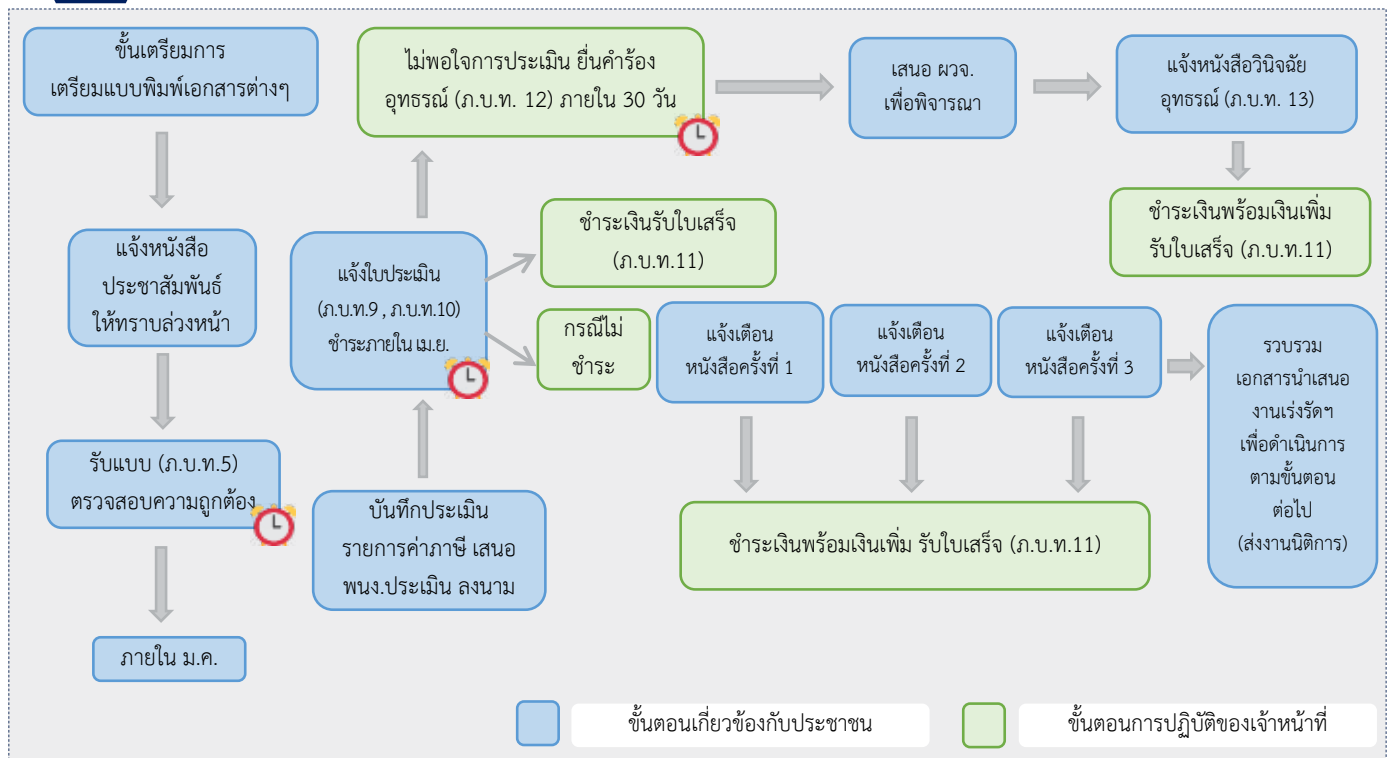 ขั้นเตรียมการ
เตรียมแบบพิมพ์เอกสารต่างๆ
แจ้งหนังสือ
ประชาสัมพันธ์
ให้ทราบล่วงหน้า
รับแบบ (ภ.บ.ท.5)
ตรวจสอบความถูกต้อง
ภายใน ม.ค.
บันทึกประเมิน
รายการค่าภาษี เสนอ
พนง.ประเมิน ลงนาม
แจ้งใบประเมิน
(ภ.บ.ท.9 , ภ.บ.ท.10)
ชำระภายใน เม.ย.
ไม่พอใจการประเมิน ยื่นคำร้อง
อุทธรณ์ (ภ.บ.ท. 12) ภายใน 30 วัน
เสนอ ผวจ.
เพื่อพิจารณา
แจ้งหนังสือวินิจฉัย
อุทธรณ์ (ภ.บ.ท. 13)
ชำระเงินพร้อมเงินเพิ่ม
รับใบเสร็จ (ภ.บ.ท.11)
ชำระเงินรับใบเสร็จ
(ภ.บ.ท.11)
กรณีไม่
ชำระ
แจ้งเตือน
หนังสือครั้งที่ 1
แจ้งเตือน
หนังสือครั้งที่ 2
แจ้งเตือน
หนังสือครั้งที่ 3
รวบรวม
เอกสารนำเสนอ
งานเร่งรัดฯ
เพื่อดำเนินการ
ตามขั้นตอน
ต่อไป
(ส่งงานนิติการ)
ชำระเงินพร้อมเงินเพิ่ม รับใบเสร็จ (ภ.บ.ท.11)
ขั้นตอนเกี่ยวข้องกับประชาชน
ขั้นตอนการปฏิบัติของเจ้าหน้าที่